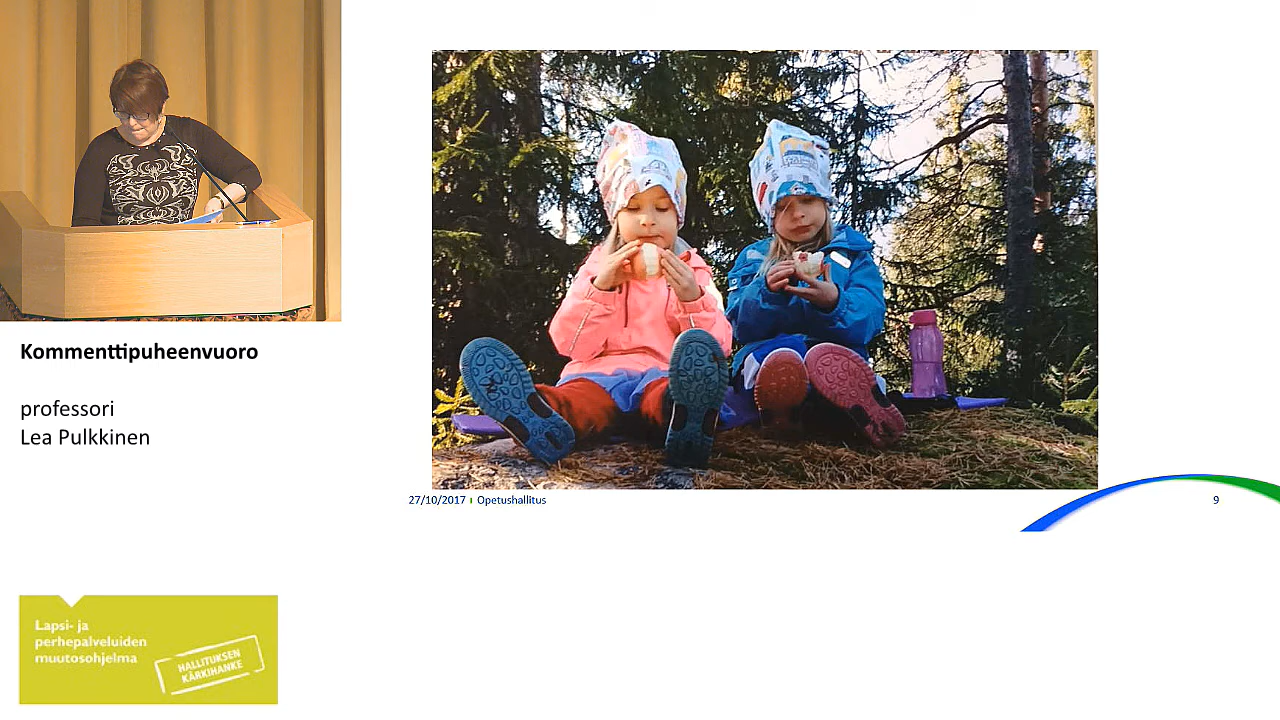 Kommenttipuheenvuoro
professori
Lea Pulkkinen
27/10/2017 Opetushallitus
9
Lapsi- ja
perhepalveluiden
muutosohjelma
HALLITUKSEN
KÄRKIHANKE